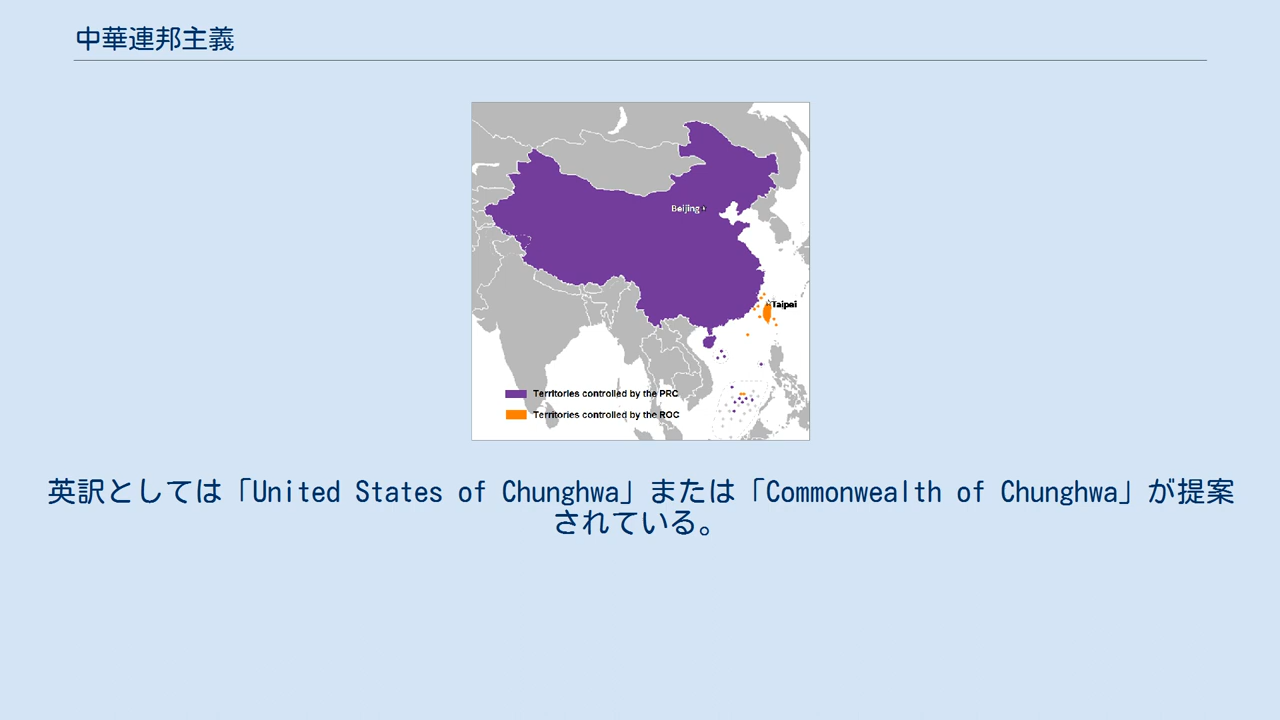 中華連邦主義
Beijing
Taipei
Territories controlled by the PRC
Territories controlled by the ROC
英訳としては「United States of Chunghwa」または「Commonwealth of Chunghwa」が提案
されている。